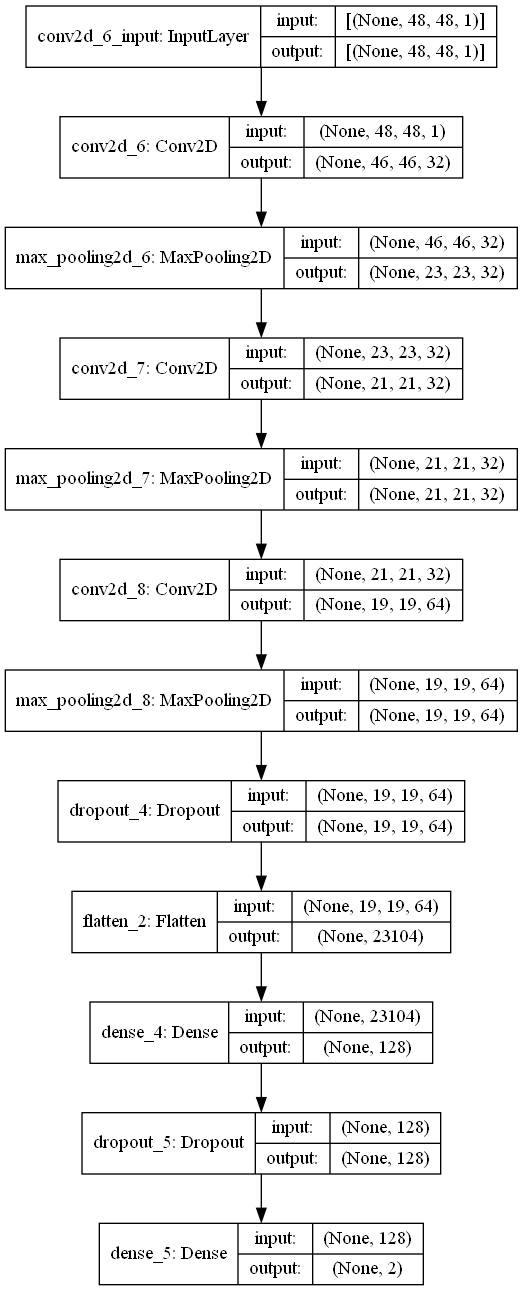 conv2d_6_input: InputLayer
input: [(None, 48, 48, 1)]
output: [(None, 48, 48, 1)]
conv2d_6: Conv2D
input: (None, 48, 48, 1)
output: (None, 46, 46, 32)
max_pooling2d_6: MaxPooling2D
input: (None, 46, 46, 32)
output: (None, 23, 23, 32)
conv2d_7: Conv2D
input: (None, 23, 23, 32)
output: (None, 21, 21, 32)
max_pooling2d_7: MaxPooling2D
input: (None, 21, 21, 32)
output: (None, 21, 21, 32)
conv2d_8: Conv2D
input: (None, 21, 21, 32)
output: (None, 19, 19, 64)
max_pooling2d_8: MaxPooling2D
input: (None, 19, 19, 64)
output: (None, 19, 19, 64)
dropout_4: Dropout
input: (None, 19, 19, 64)
output: (None, 19, 19, 64)
flatten_2: Flatten
input: (None, 19, 19, 64)
output: (None, 23104)
dense_4: Dense
input: (None, 23104)
output: (None, 128)
dropout_5: Dropout
input: (None, 128)
output: (None, 128)
dense_5: Dense
input: (None, 128)
output: (None, 2)